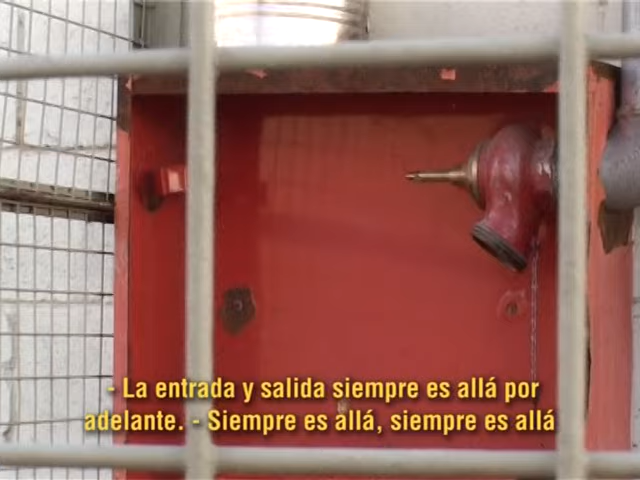 - La entrada y salida siempre es allá por
adelante. - Siempre es allá, siempre es allá